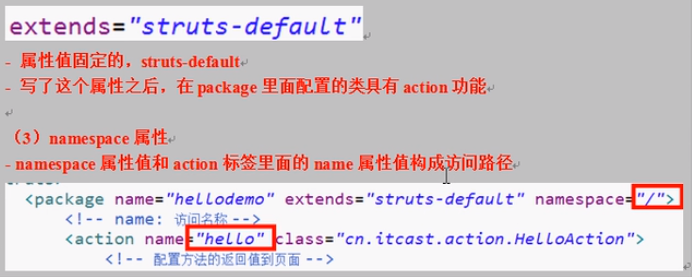 extends="struts-default"
- 属性值固定的，struts-default
- 写了这个属性之后，在 package 里面配置的类具有 action 功能
（3）namespace 属性
- namespace 属性值和 action 标签里面的 name 属性值构成访问路径
<package name="hellodemo" extends="struts-default" namespace="/">
<!-- name: 访问名称 -->
<action name="hello" class="cn.itcast.action.HelloAction">
<!-- 配置方法的返回值到页面 -->